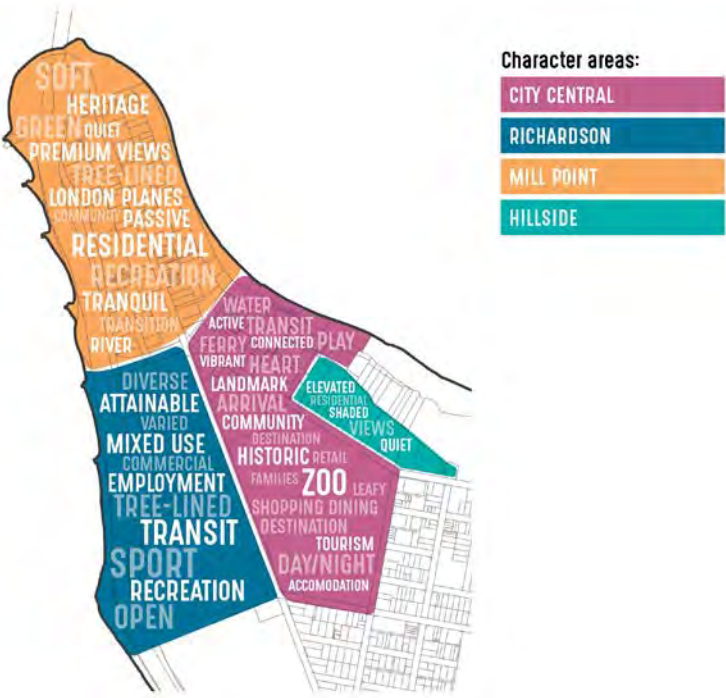 Character areas:
CITY CENTRAL
RICHARDSON
MILL POINT
HILLSIDE
SOFT
HERITAGE
GREEN QUIET
PREMIUM VIEWS
TREE-LINED
LONDON PLANES
COMMUNITY PASSIVE
RESIDENTIAL
RECREATION
TRANQUIL
TRANSITION
RIVER
WATER
ACTIVE TRANSIT
FERRY CONNECTED PLAY
VIBRANT HEART
LANDMARK
ARRIVAL
COMMUNITY
DESTINATION
HISTORIC RETAIL
FAMILIES ZOO LEAFY
SHOPPING DINING
DESTINATION
TOURISM
DAY/NIGHT
ACCOMODATION
ELEVATED
RESIDENTIAL
SHADED
VIEWS
QUIET
DIVERSE
ATTAINABLE
VARIED
MIXED USE
COMMERCIAL
EMPLOYMENT
TREE-LINED
TRANSIT
SPORT
RECREATION
OPEN